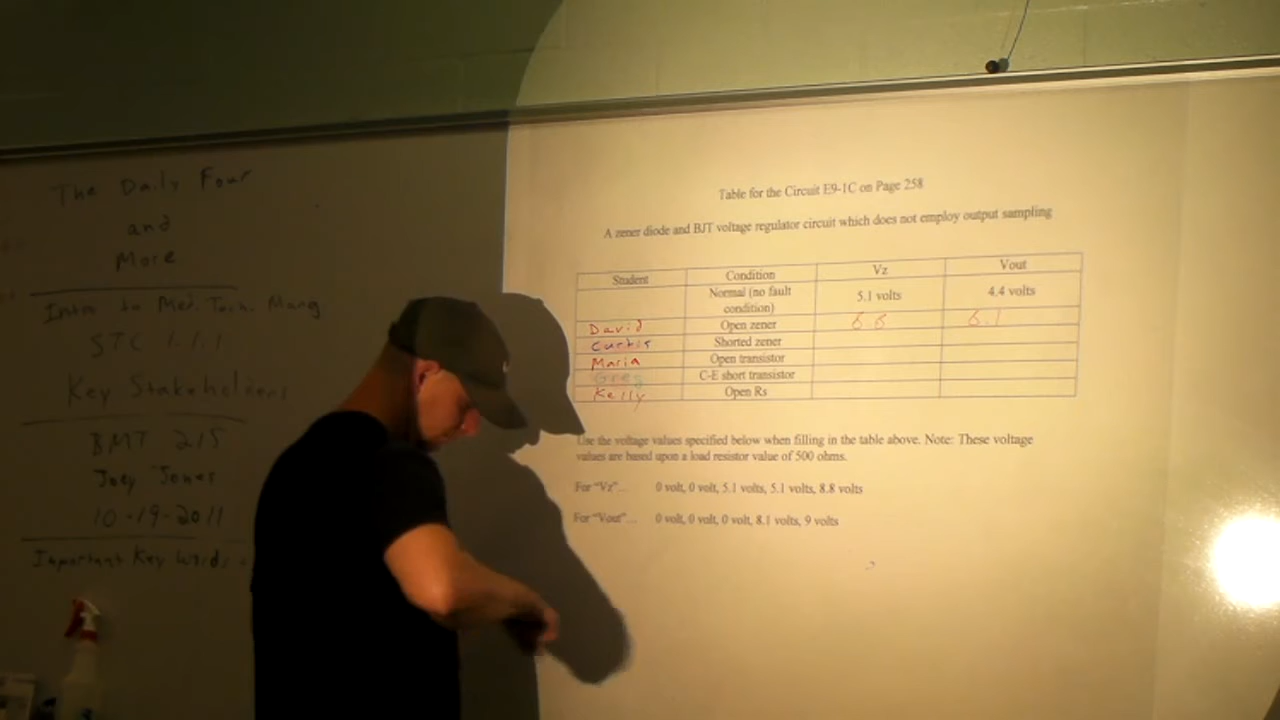 The Daily Four
and
More
Intro to Med. Tech. Mang
STC 1.1.1
Key Stakeholders
BMT 215
Joey Jones
10-19-2011
Important Key Words
Table for the Circuit E9-1C on Page 258
A zener diode and BJT voltage regulator circuit which does not employ output sampling
Student Condition Vz Vout
Normal (no fault condition) 5.1 volts 4.4 volts
David Open zener 8.8 8.1
Curtis Shorted zener
Maria Open transistor
Greg C-E short transistor
Kelly Open Rs
Use the voltage values specified below when filling in the table above. Note: These voltage
values are based upon a load resistor value of 500 ohms.
For "Vz"... 0 volt, 0 volt, 5.1 volts, 5.1 volts, 8.8 volts
For "Vout"... 0 volt, 0 volt, 0 volt, 8.1 volts, 9 volts